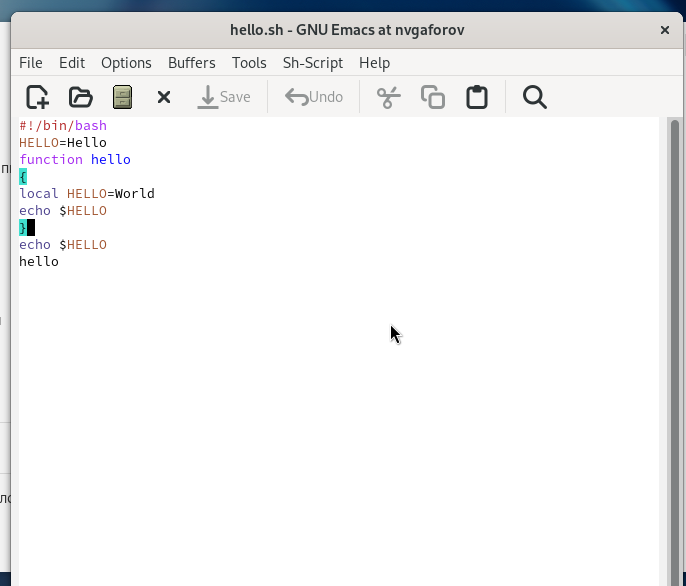 hello.sh - GNU Emacs at nvgaforov
File Edit Options Buffers Tools Sh-Script Help
Save Undo
#!/bin/bash
HELLO=Hello
function hello
{
local HELLO=World
echo $HELLO
}
echo $HELLO
hello